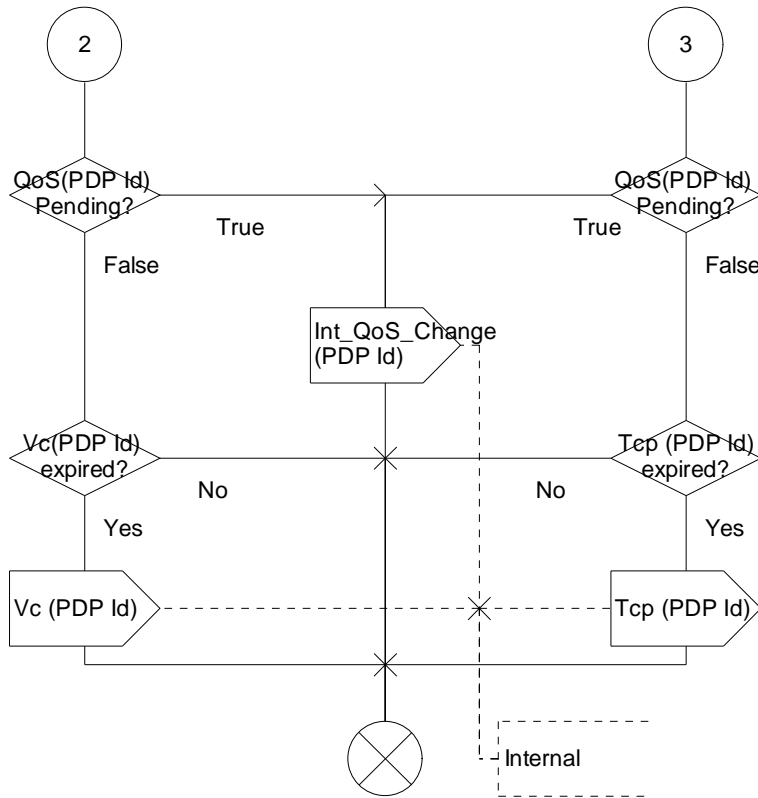 2
3
QoS(PDP Id)
Pending?
QoS(PDP Id)
Pending?
True
True
False
False
Int_QoS_Change
(PDP Id)
Vc(PDP Id)
expired?
Tcp (PDP Id)
expired?
No
No
Yes
Yes
Vc (PDP Id)
Tcp (PDP Id)
Internal